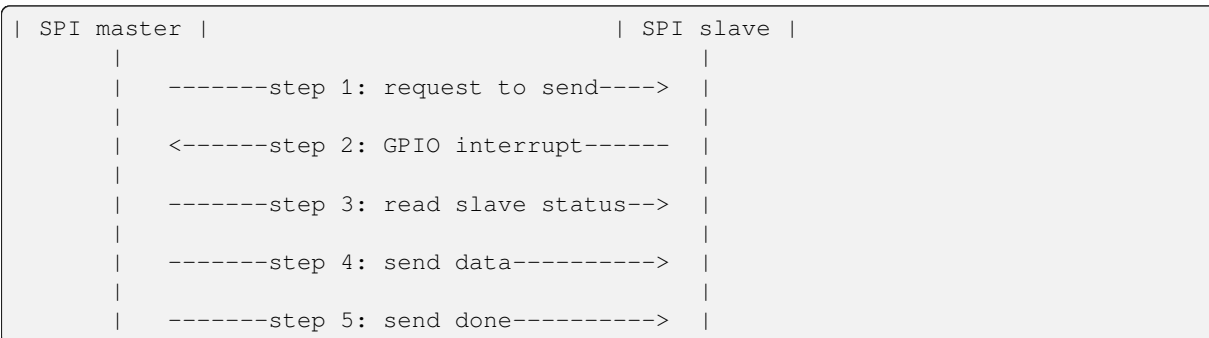 | SPI master |                                | SPI slave |
       |                                           |
       |   -------step 1: request to send---->  |
       |                                           |
       |   <------step 2: GPIO interrupt------  |
       |                                           |
       |   -------step 3: read slave status-->  |
       |                                           |
       |   -------step 4: send data---------->  |
       |                                           |
       |   -------step 5: send done---------->  |